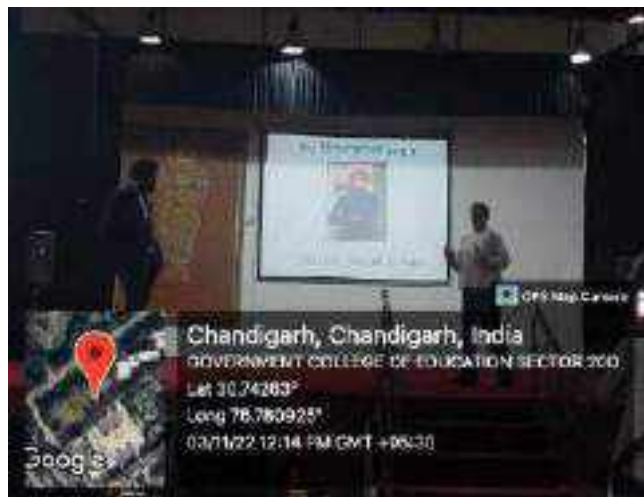 GPS Map Camera
Chandigarh, Chandigarh, India
GOVERNMENT COLLEGE OF EDUCATION SECTOR 20D
Lat 30.74263°
Long 76.780925°
03/11/22 12:14 PM GMT +05:30
Google